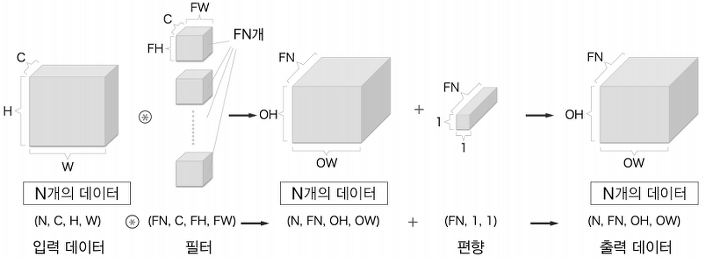 FW
C
FH
FN개
C
H
W
FN
OH
OW
+
FN
1
1
FN
OH
OW
N개의 데이터
N개의 데이터
N개의 데이터
(N, C, H, W) ⊛ (FN, C, FH, FW) → (N, FN, OH, OW) + (FN, 1, 1) → (N, FN, OH, OW)
입력 데이터 필터 편향 출력 데이터